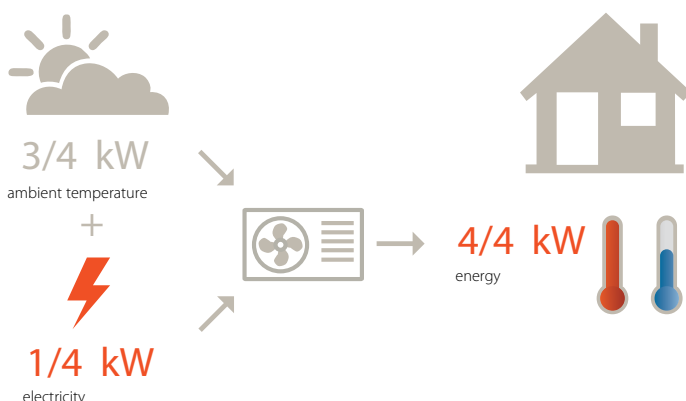 3/4 kW
ambient temperature
+
1/4 kW
electricity
4/4 kW
energy